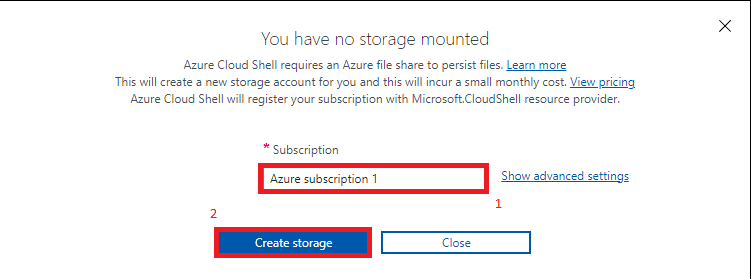 You have no storage mounted
Azure Cloud Shell requires an Azure file share to persist files. Learn more
This will create a new storage account for you and this will incur a small monthly cost. View pricing
Azure Cloud Shell will register your subscription with Microsoft.CloudShell resource provider.
* Subscription
Azure subscription 1
Show advanced settings
1
2
Create storage
Close